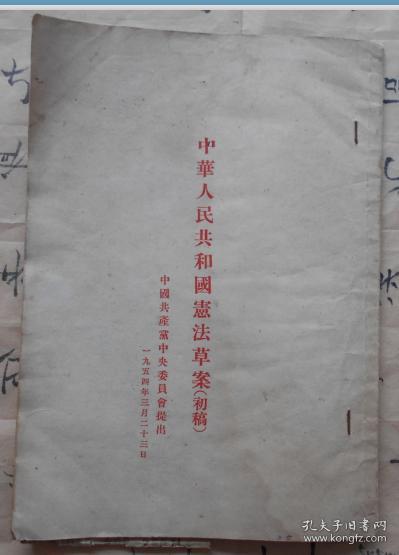 中華人民共和國憲法草案(初稿)
中國共產黨中央委員會提出
一九五四年三月二十三日
孔夫子旧书网
www.kongfz.com